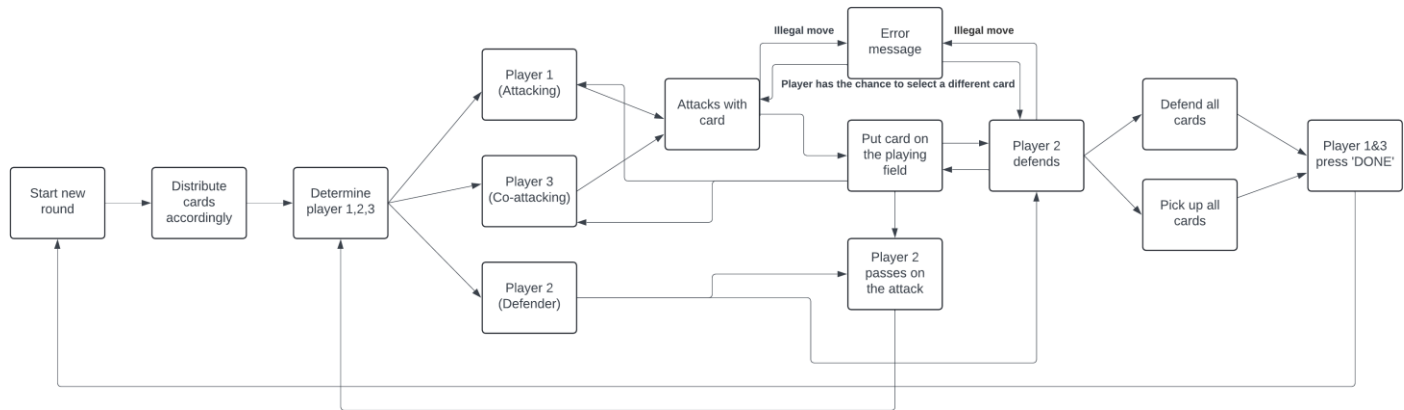 Start new
round
Distribute
cards
accordingly
Determine
player 1,2,3
Player 1
(Attacking)
Player 3
(Co-attacking)
Player 2
(Defender)
Attacks with
card
Illegal move
Error
message
Illegal move
Player has the chance to select a different card
Put card on
the playing
field
Player 2
passes on
the attack
Player 2
defends
Defend all
cards
Pick up all
cards
Player 1&3
press 'DONE'